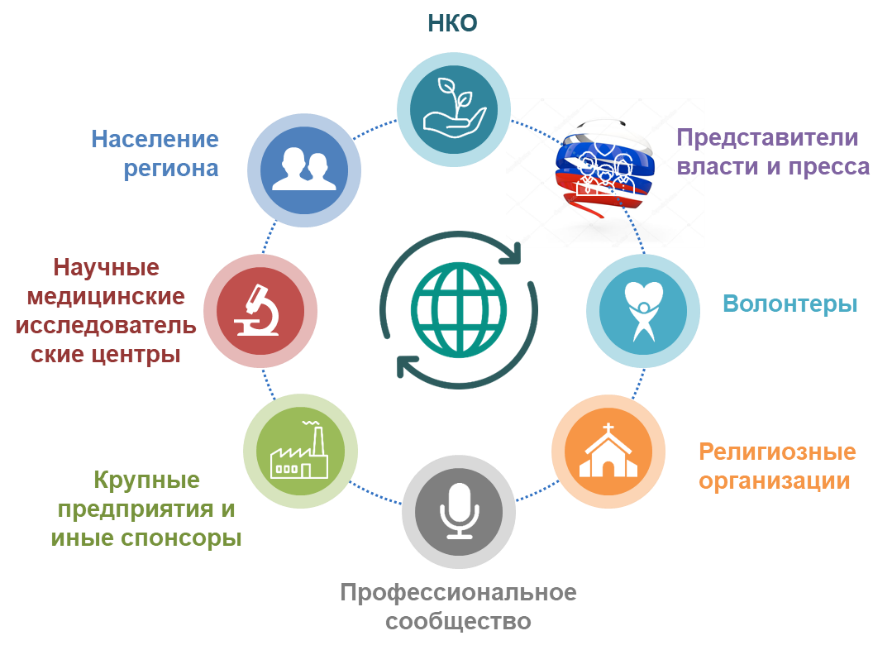 НКО
Представители
власти и пресса
Волонтеры
Религиозные
организации
Профессиональное
сообщество
Крупные
предприятия и
иные спонсоры
Научные
медицинские
исследователь
ские центры
Население
региона